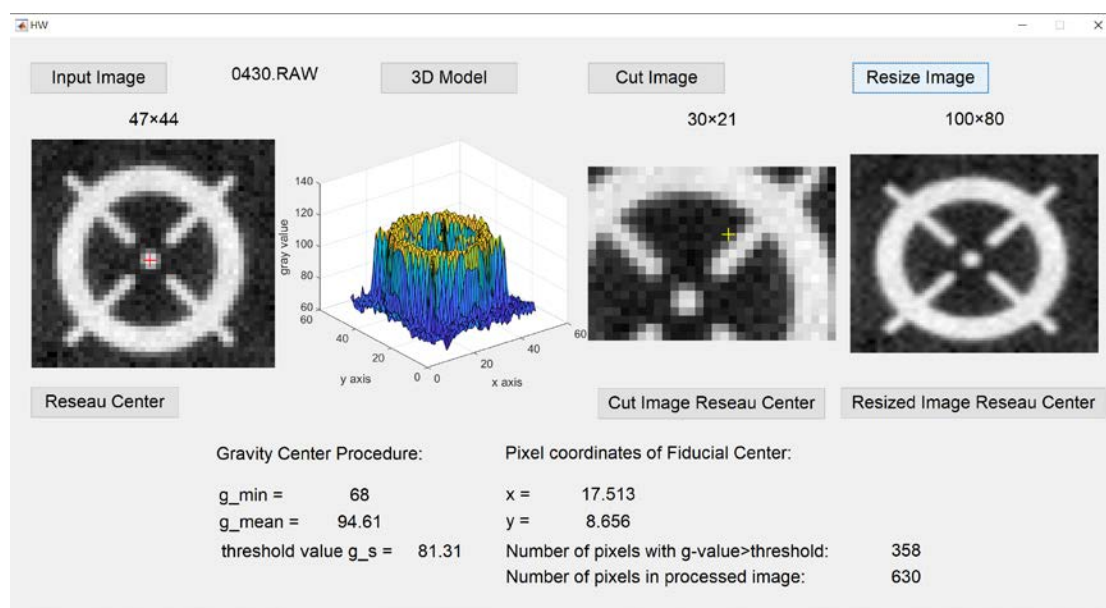 HW
Input Image 0430.RAW 3D Model Cut Image Resize Image
47×44 30×21 100×80
140
120
100
80
60
gray value
60
40
20
0
y axis
0
20
40
60
x axis
Reseau Center Cut Image Reseau Center Resized Image Reseau Center
Gravity Center Procedure: Pixel coordinates of Fiducial Center:
g_min = 68 x = 17.513
g_mean = 94.61 y = 8.656
threshold value g_s = 81.31 Number of pixels with g-value>threshold: 358
Number of pixels in processed image: 630